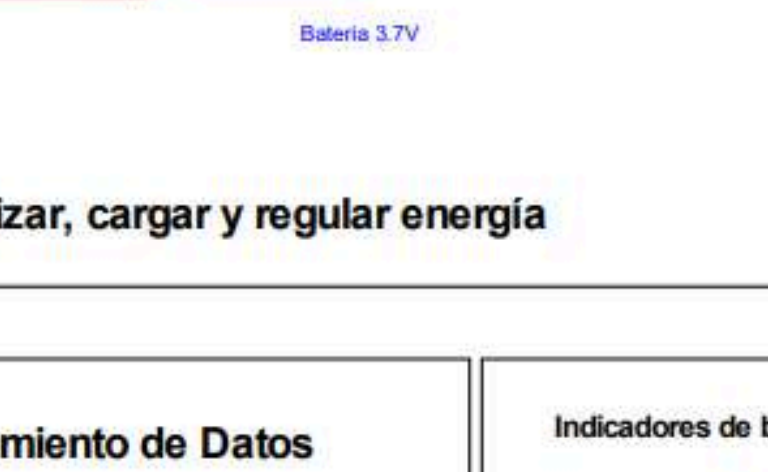 Bateria 3.7V
izar, cargar y regular energía
miento de Datos
Indicadores de